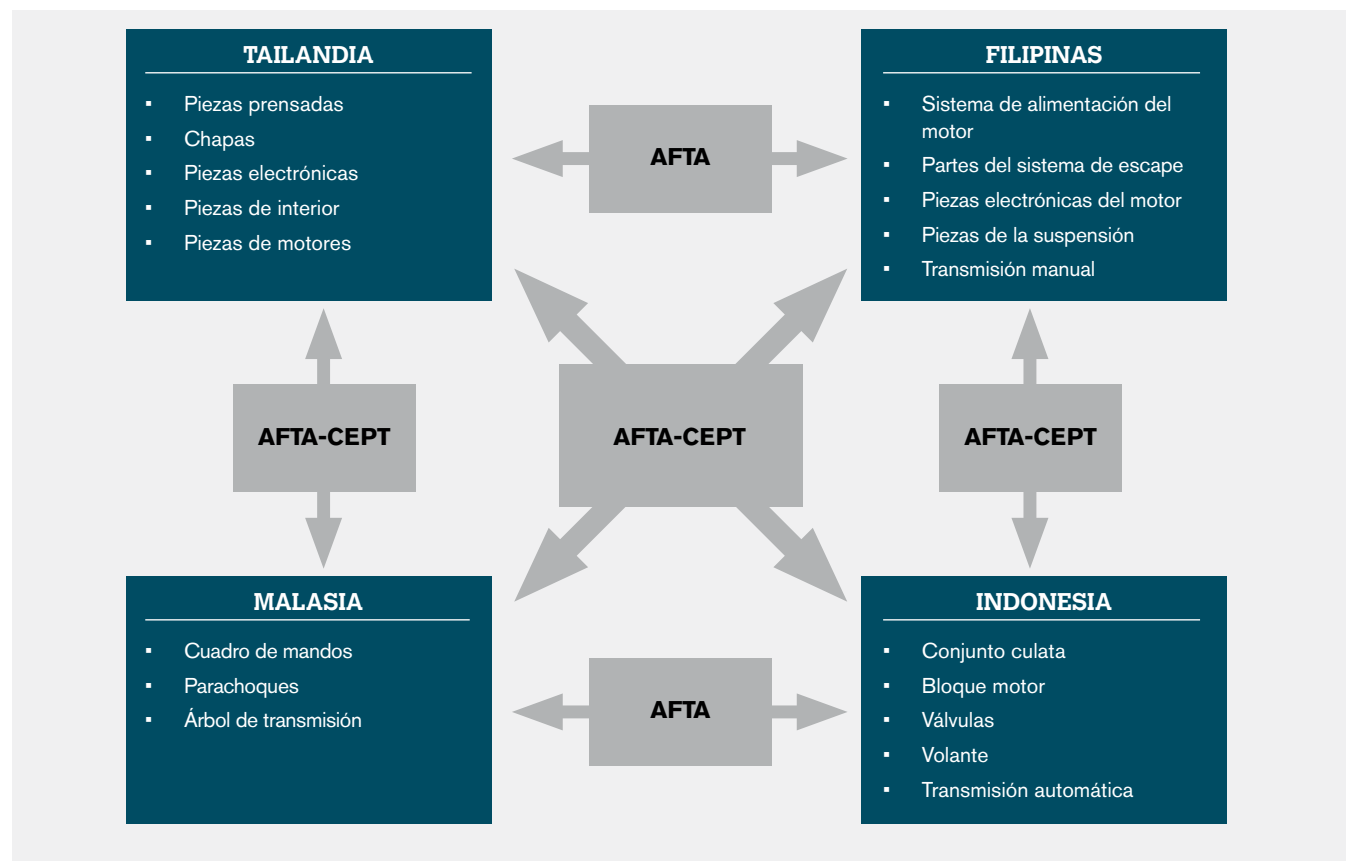 TAILANDIA
▪ Piezas prensadas
▪ Chapas
▪ Piezas electrónicas
▪ Piezas de interior
▪ Piezas de motores
AFTA
FILIPINAS
▪ Sistema de alimentación del
motor
▪ Partes del sistema de escape
▪ Piezas electrónicas del motor
▪ Piezas de la suspensión
▪ Transmisión manual
AFTA-CEPT
AFTA-CEPT
AFTA-CEPT
MALASIA
▪ Cuadro de mandos
▪ Parachoques
▪ Árbol de transmisión
AFTA
INDONESIA
▪ Conjunto culata
▪ Bloque motor
▪ Válvulas
▪ Volante
▪ Transmisión automática